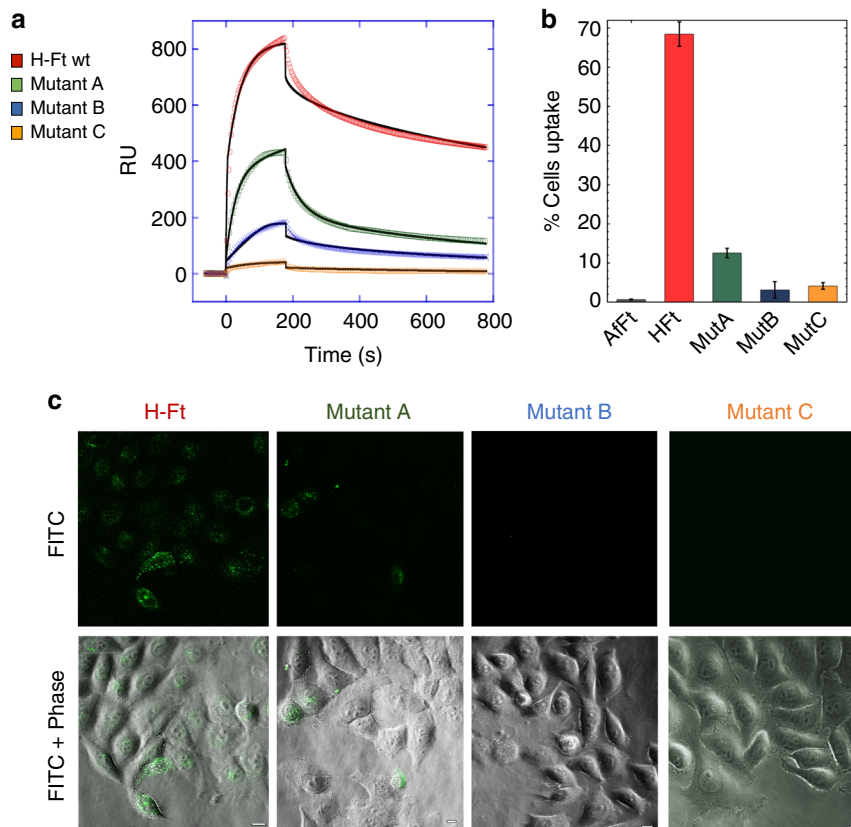 a
H-Ft wt
Mutant A
Mutant B
Mutant C
RU
800
600
400
200
0
0 200 400 600 800
Time (s)
b
% Cells uptake
70
60
50
40
30
20
10
0
AfFt HFt MutA MutB MutC
c
H-Ft Mutant A Mutant B Mutant C
FITC
FITC + Phase